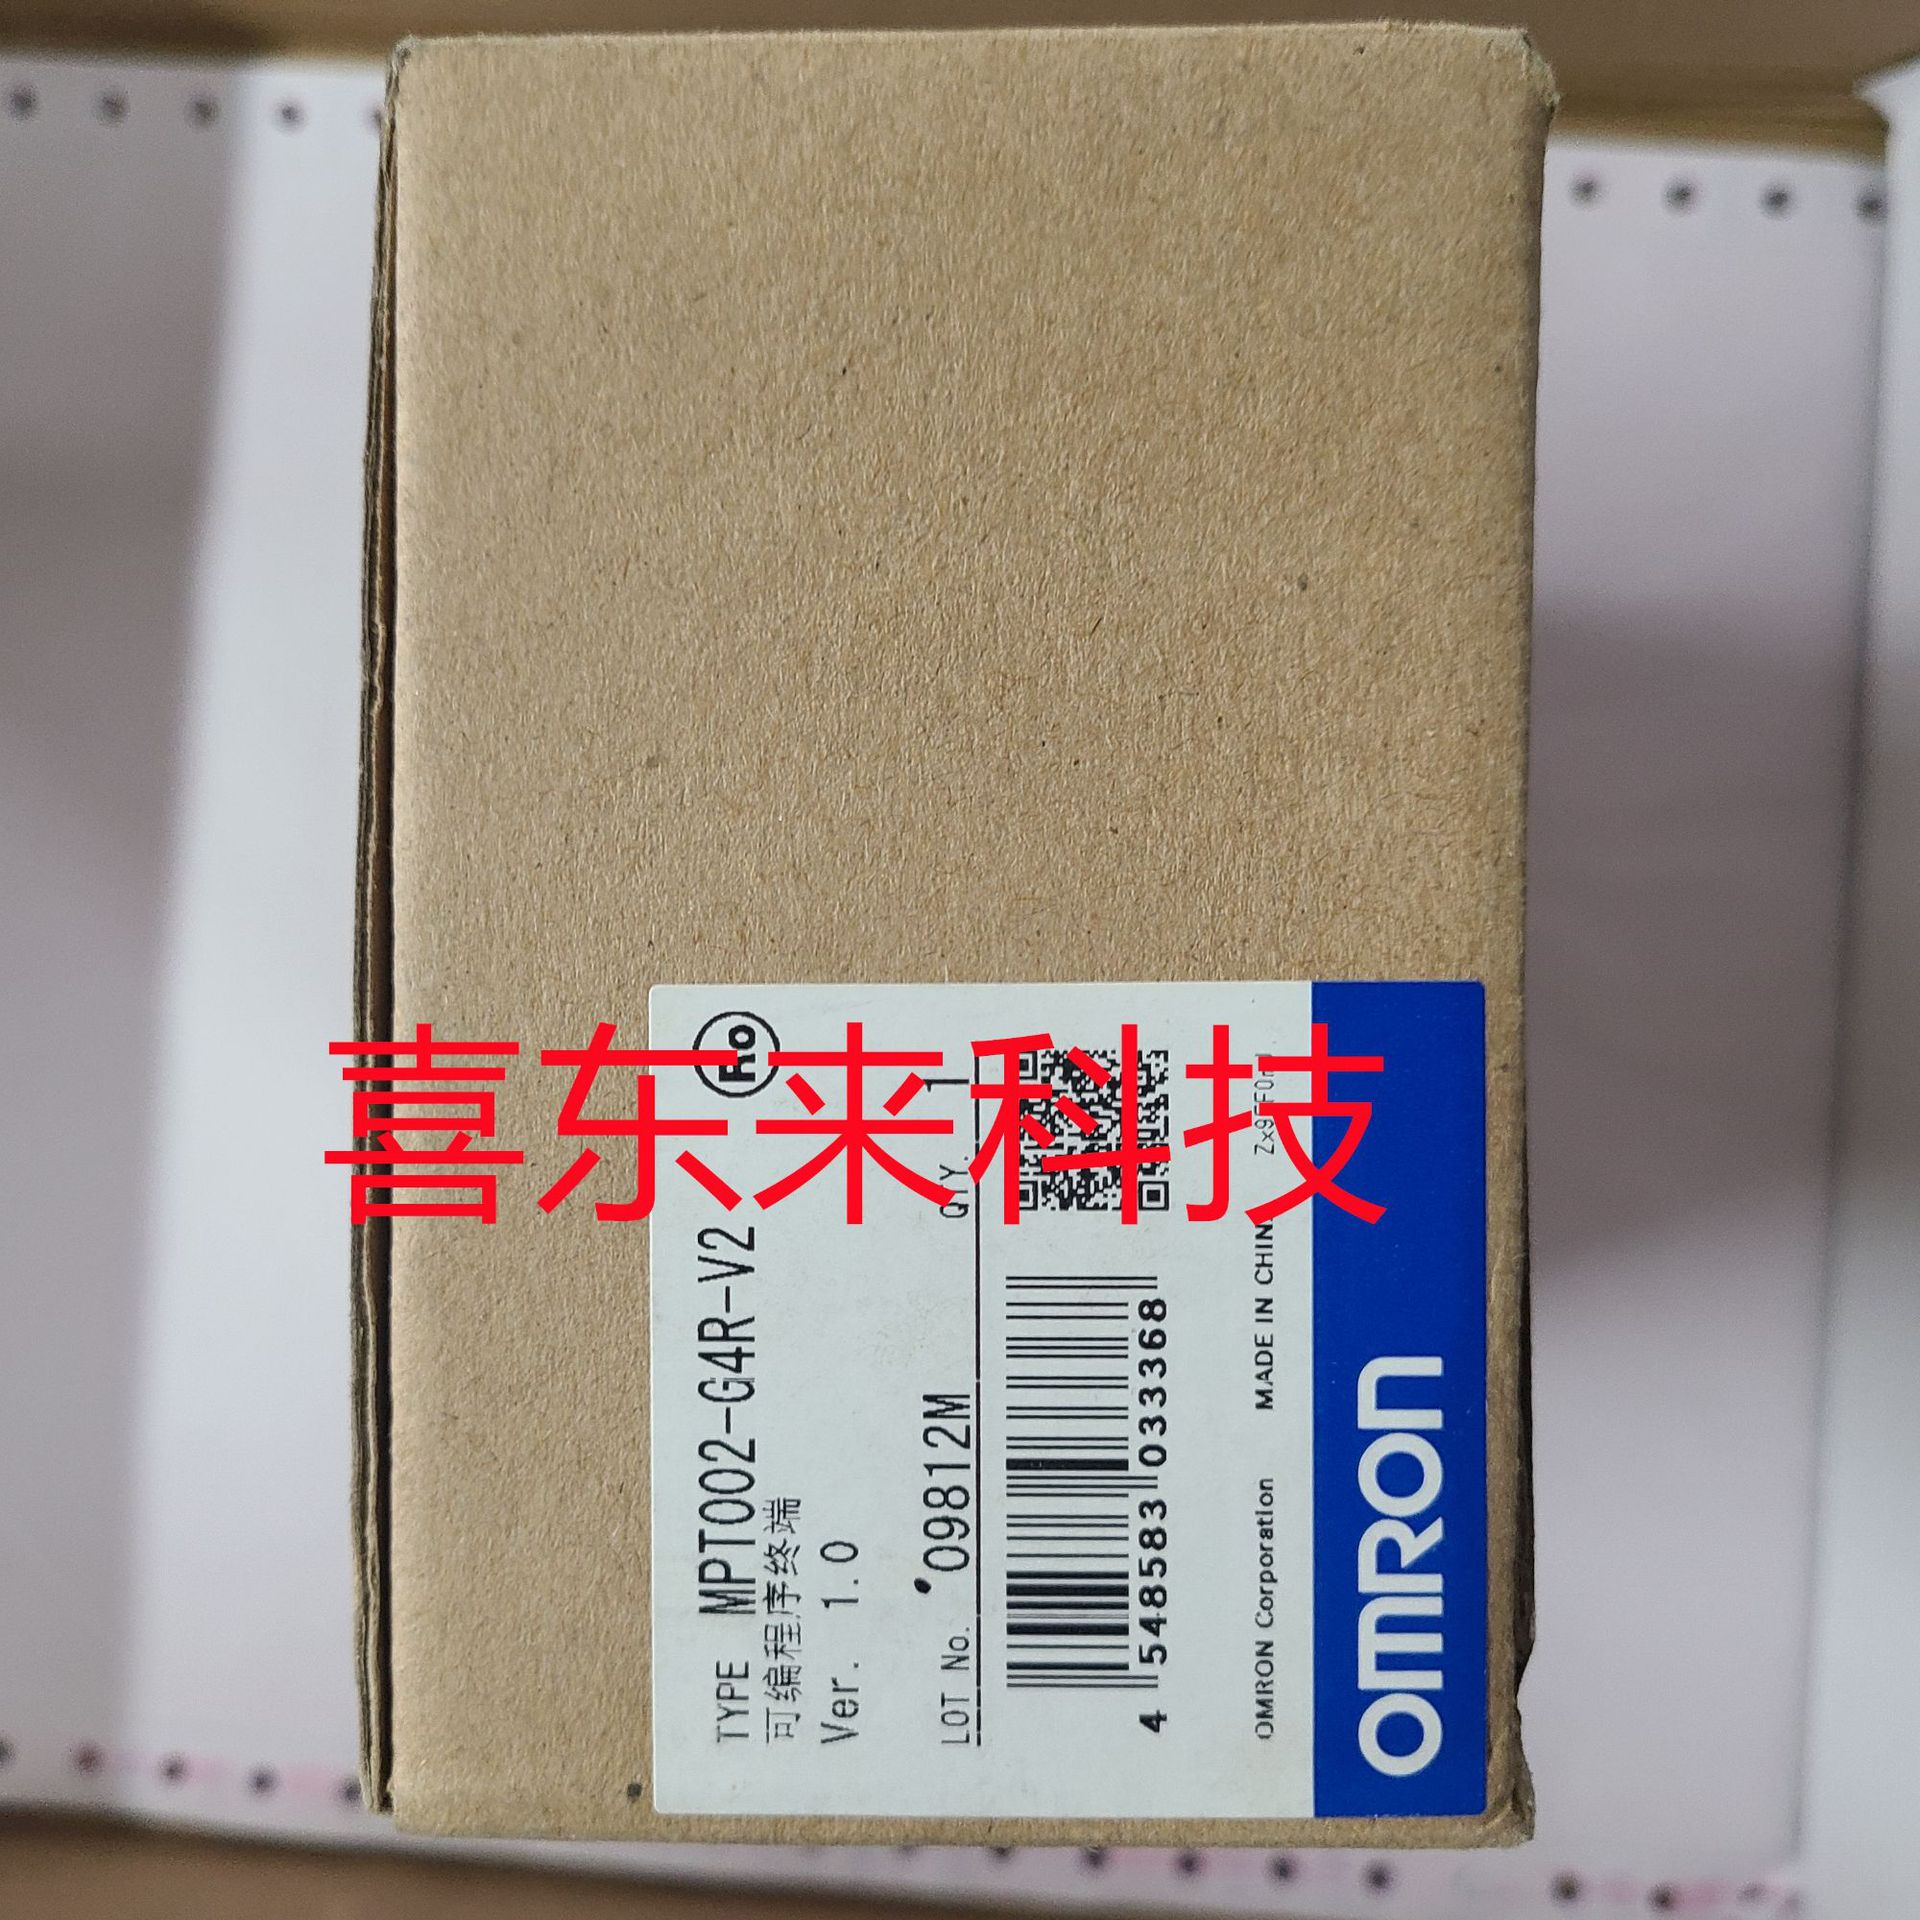 喜东来科技
TYPE MPT002-G4R-V2
可编程序终端
Ver. 1.0
LOT No. 09812M QTY. 1
4 548583 033368
OMRON Corporation MADE IN
OMRON